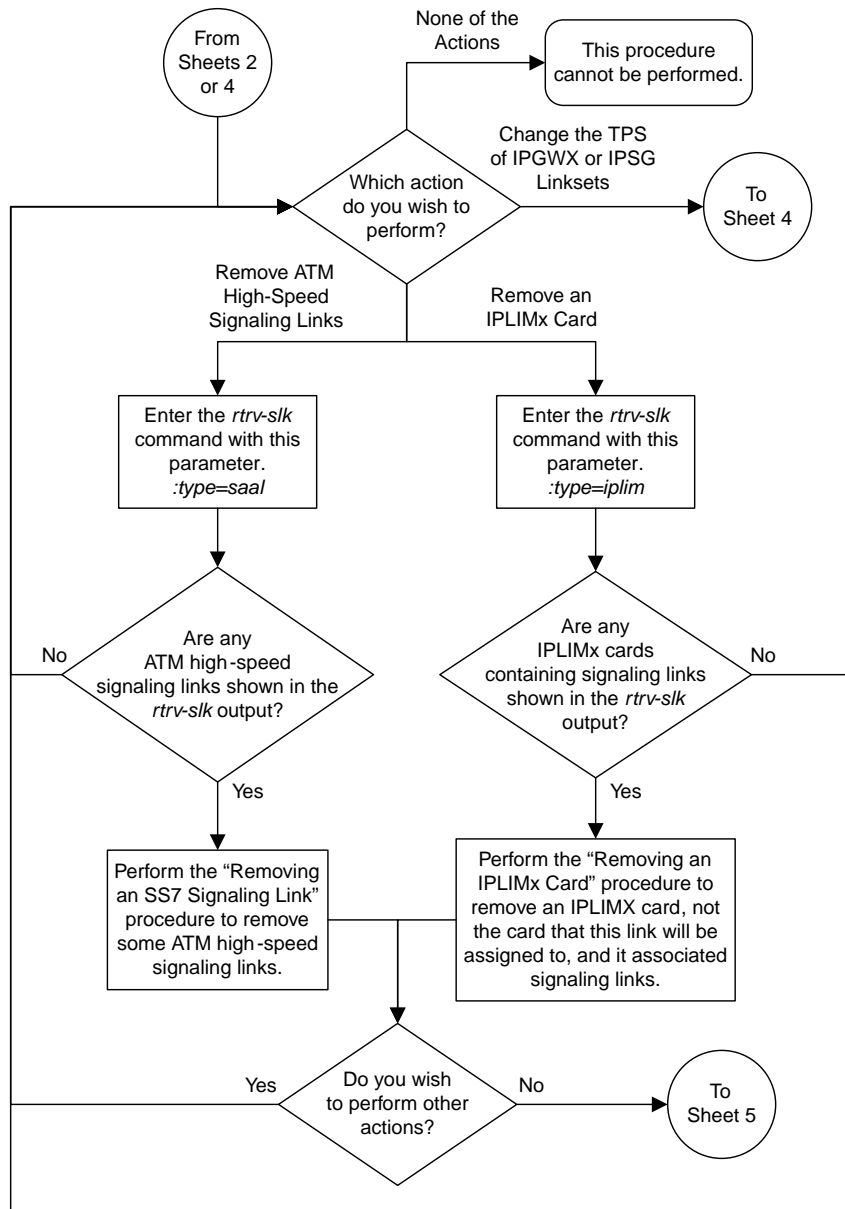 From
Sheets 2
or 4
None of the
Actions
This procedure
cannot be performed.
Which action
do you wish to
perform?
Change the TPS
of IPGWX or IPSG
Linksets
To
Sheet 4
Remove ATM
High-Speed
Signaling Links
Remove an
IPLIMx Card
Enter the rtrv-slk
command with this
parameter.
:type=saal
Enter the rtrv-slk
command with this
parameter.
:type=iplim
No
Are any
ATM high-speed
signaling links shown in the
rtrv-slk output?
Yes
Are any
IPLIMx cards
containing signaling links
shown in the rtrv-slk
output?
No
Yes
Perform the “Removing
an SS7 Signaling Link”
procedure to remove
some ATM high-speed
signaling links.
Perform the “Removing an
IPLIMx Card” procedure to
remove an IPLIMX card, not
the card that this link will be
assigned to, and it associated
signaling links.
Yes
Do you wish
to perform other
actions?
No
To
Sheet 5